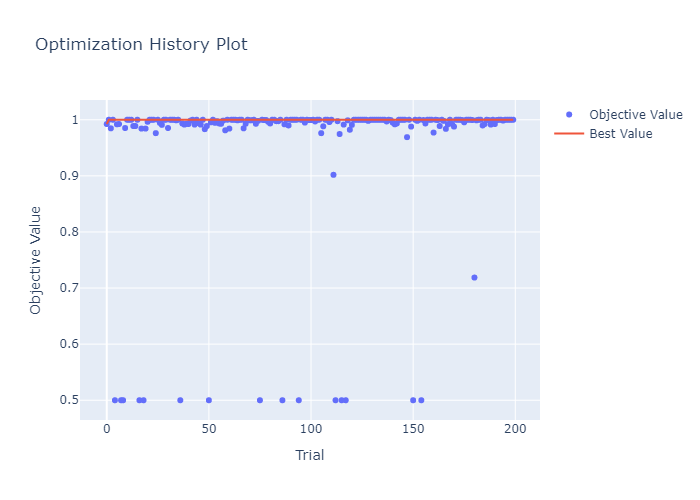 Optimization History Plot
Objective Value
Best Value
1
0.9
0.8
0.7
0.6
0.5
Objective Value
0
50
100
150
200
Trial